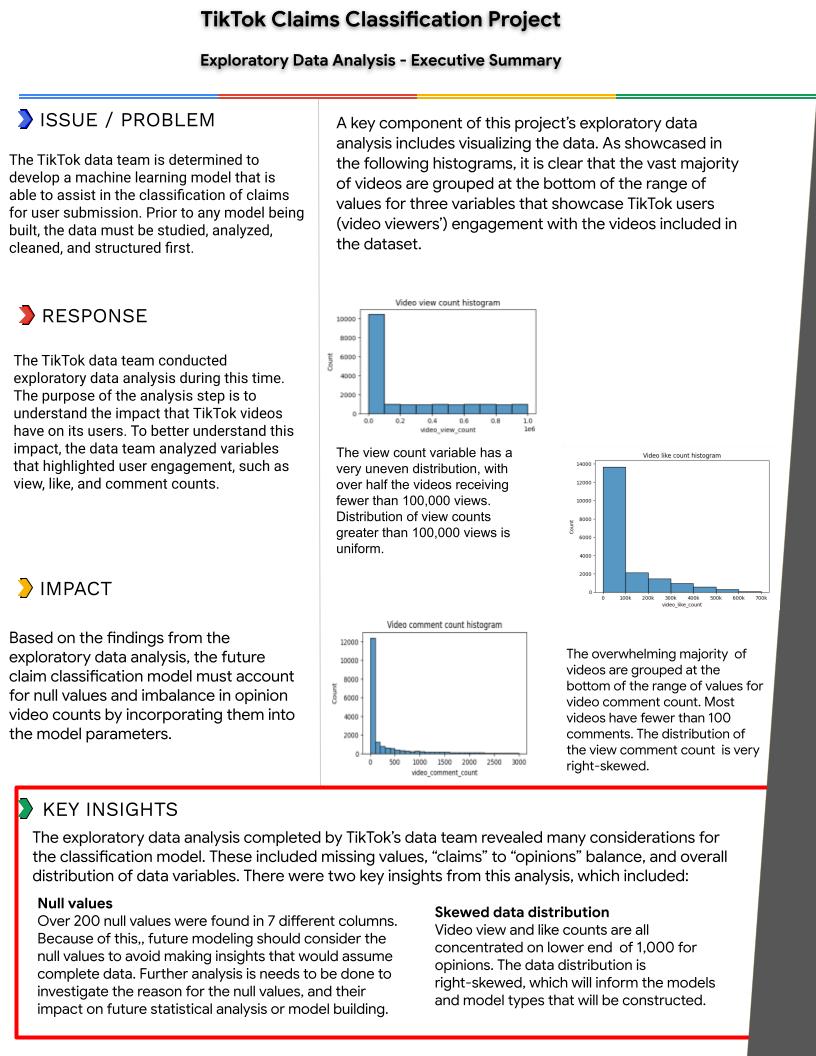 TikTok Claims Classification Project
Exploratory Data Analysis - Executive Summary
ISSUE / PROBLEM
The TikTok data team is determined to
develop a machine learning model that is
able to assist in the classification of claims
for user submission. Prior to any model being
built, the data must be studied, analyzed,
cleaned, and structured first.
RESPONSE
The TikTok data team conducted
exploratory data analysis during this time.
The purpose of the analysis step is to
understand the impact that TikTok videos
have on its users. To better understand this
impact, the data team analyzed variables
that highlighted user engagement, such as
view, like, and comment counts.
IMPACT
Based on the findings from the
exploratory data analysis, the future
claim classification model must account
for null values and imbalance in opinion
video counts by incorporating them into
the model parameters.
A key component of this project's exploratory data
analysis includes visualizing the data. As showcased in
the following histograms, it is clear that the vast majority
of videos are grouped at the bottom of the range of
values for three variables that showcase TikTok users
(video viewers') engagement with the videos included in
the dataset.
Video view count histogram
Count
10000
8000
6000
4000
2000
0
0.0 0.2 0.4 0.6 0.8 1.0
1e6
video_view_count
The view count variable has a
very uneven distribution, with
over half the videos receiving
fewer than 100,000 views.
Distribution of view counts
greater than 100,000 views is
uniform.
Video like count histogram
Count
14000
12000
10000
8000
6000
4000
2000
0
0 100k 200k 300k 400k 500k 600k 700k
video_like_count
Video comment count histogram
Count
12000
10000
8000
6000
4000
2000
0
0 500 1000 1500 2000 2500 3000
video_comment_count
The overwhelming majority of
videos are grouped at the
bottom of the range of values for
video comment count. Most
videos have fewer than 100
comments. The distribution of
the view comment count is very
right-skewed.
KEY INSIGHTS
The exploratory data analysis completed by TikTok's data team revealed many considerations for
the classification model. These included missing values, "claims" to "opinions" balance, and overall
distribution of data variables. There were two key insights from this analysis, which included:
Null values
Over 200 null values were found in 7 different columns.
Because of this,, future modeling should consider the
null values to avoid making insights that would assume
complete data. Further analysis is needs to be done to
investigate the reason for the null values, and their
impact on future statistical analysis or model building.
Skewed data distribution
Video view and like counts are all
concentrated on lower end of 1,000 for
opinions. The data distribution is
right-skewed, which will inform the models
and model types that will be constructed.